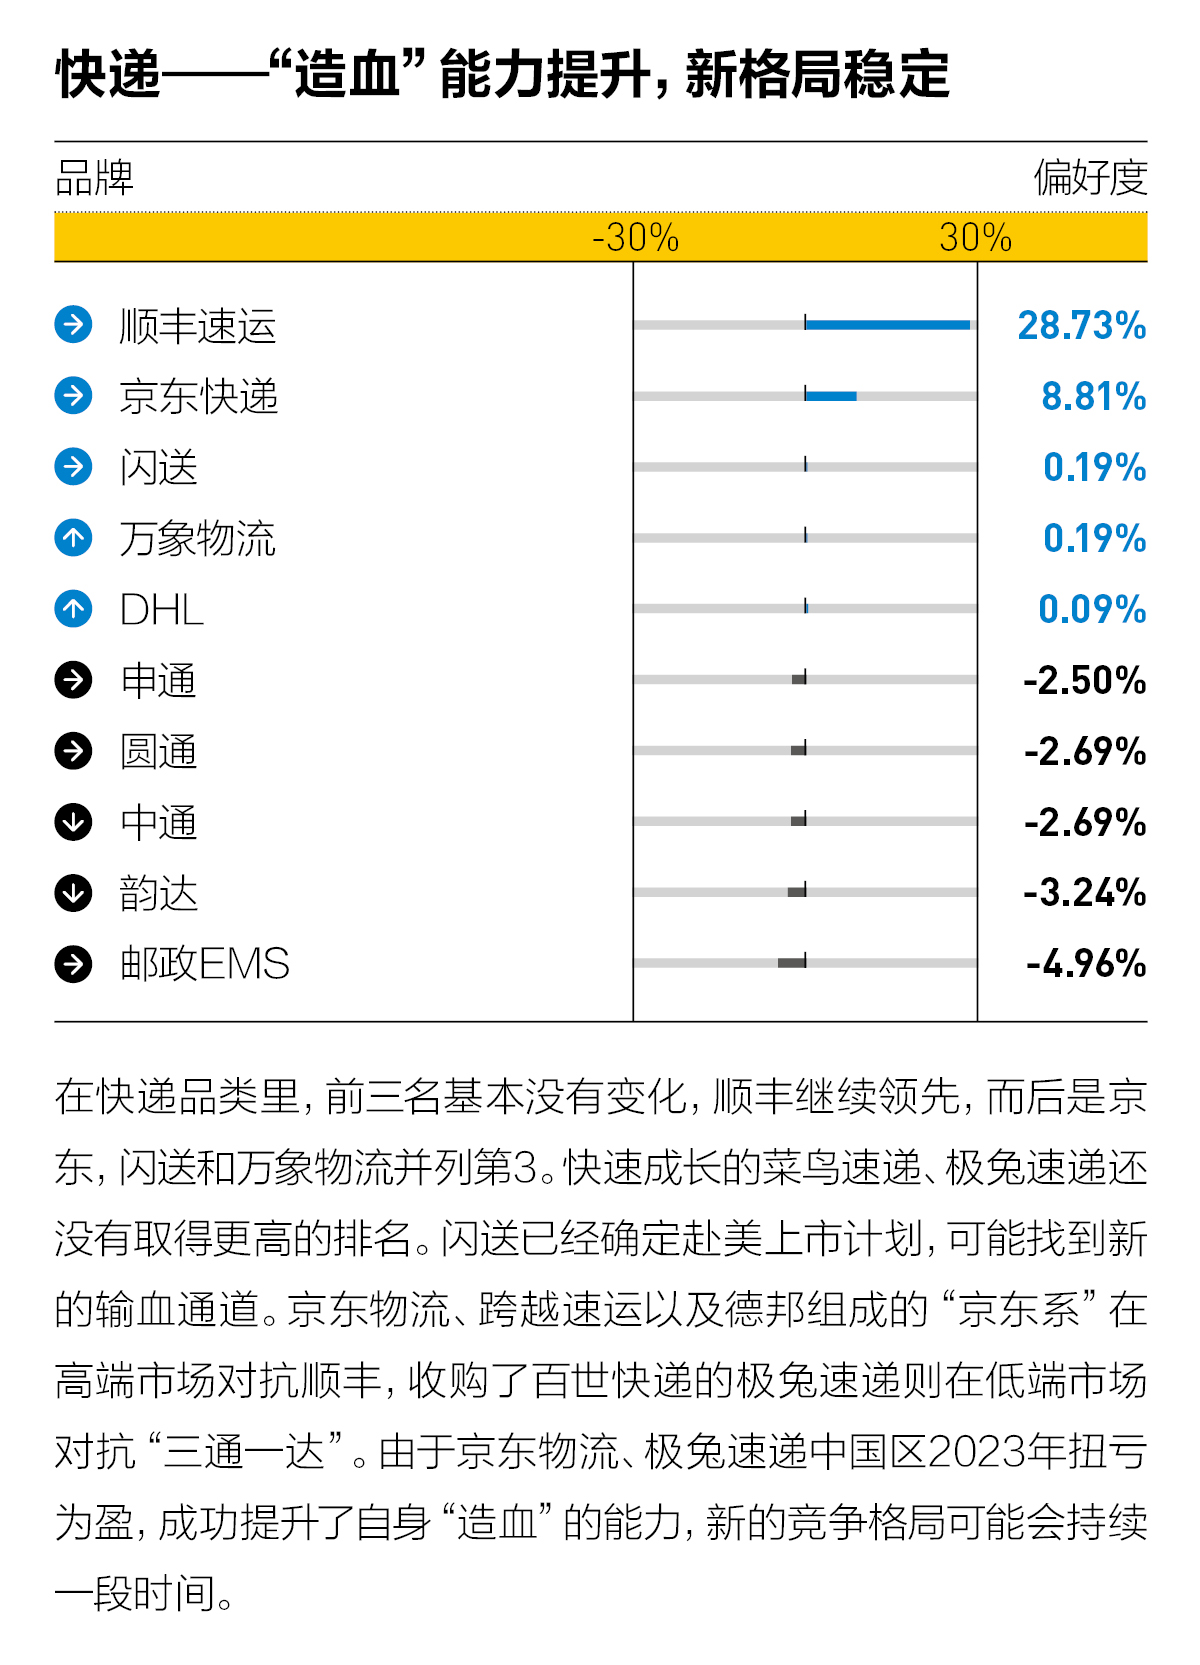 快递——“造血”能力提升，新格局稳定
品牌 偏好度
-30% 30%
顺丰速运 28.73%
京东快递 8.81%
闪送 0.19%
万象物流 0.19%
DHL 0.09%
申通 -2.50%
圆通 -2.69%
中通 -2.69%
韵达 -3.24%
邮政EMS -4.96%
在快递品类里，前三名基本没有变化，顺丰继续领先，而后是京
东，闪送和万象物流并列第3。快速成长的菜鸟速递、极兔速递还
没有取得更高的排名。闪送已经确定赴美上市计划，可能找到新
的输血通道。京东物流、跨越速运以及德邦组成的“京东系”在
高端市场对抗顺丰，收购了百世快递的极兔速递则在低端市场
对抗“三通一达”。由于京东物流、极兔速递中国区2023年扭亏
为盈，成功提升了自身“造血”的能力，新的竞争格局可能会持续
一段时间。